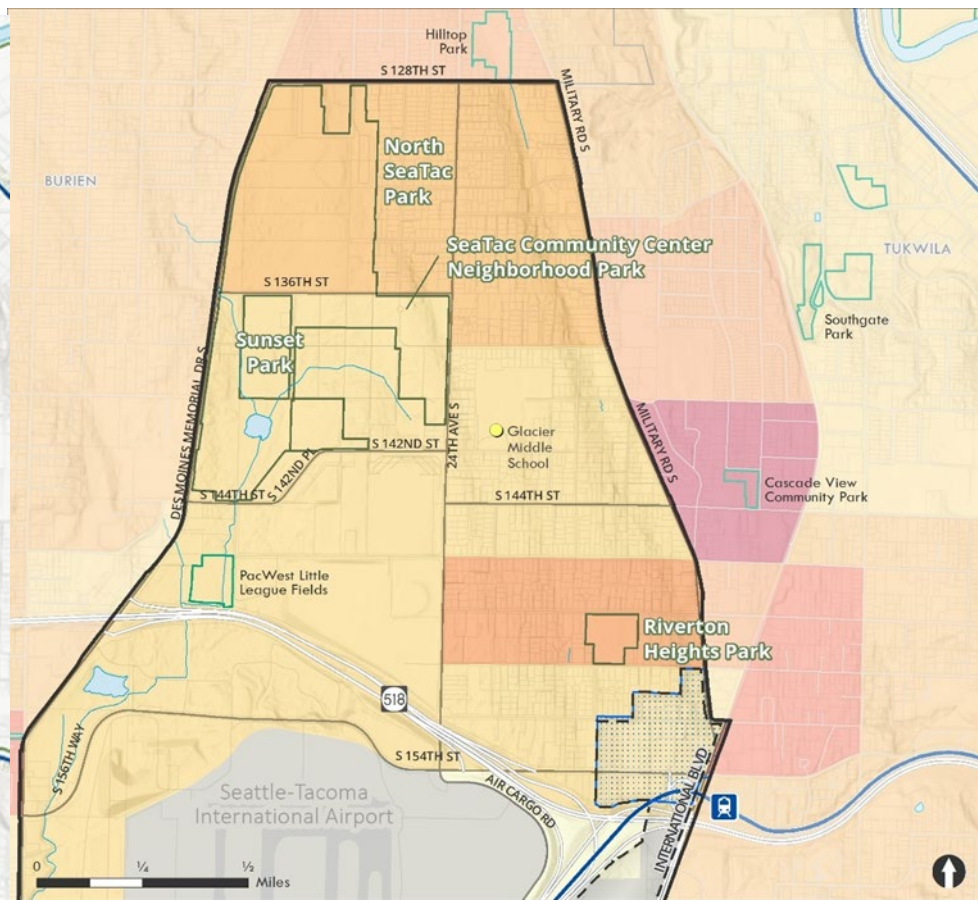 Hilltop
Park
S 128TH ST
MILITARY RD S
North
SeaTac
Park
BURIEN
SeaTac Community Center
Neighborhood Park
TUKWILA
S 136TH ST
Southgate
Park
Sunset
Park
DES MOINES MEMORIAL DR S
MILITARY RD S
24TH AVE S
Glacier
Middle
School
S 142ND ST
S 142ND PL
Cascade View
Community Park
S 144TH ST
S 144TH ST
PacWest Little
League Fields
Riverton
Heights Park
518
S 154TH ST
S 156TH WAY
AIR CARGO RD
INTERNATIONAL BLVD
Seattle-Tacoma
International Airport
0 ¼ ½
Miles